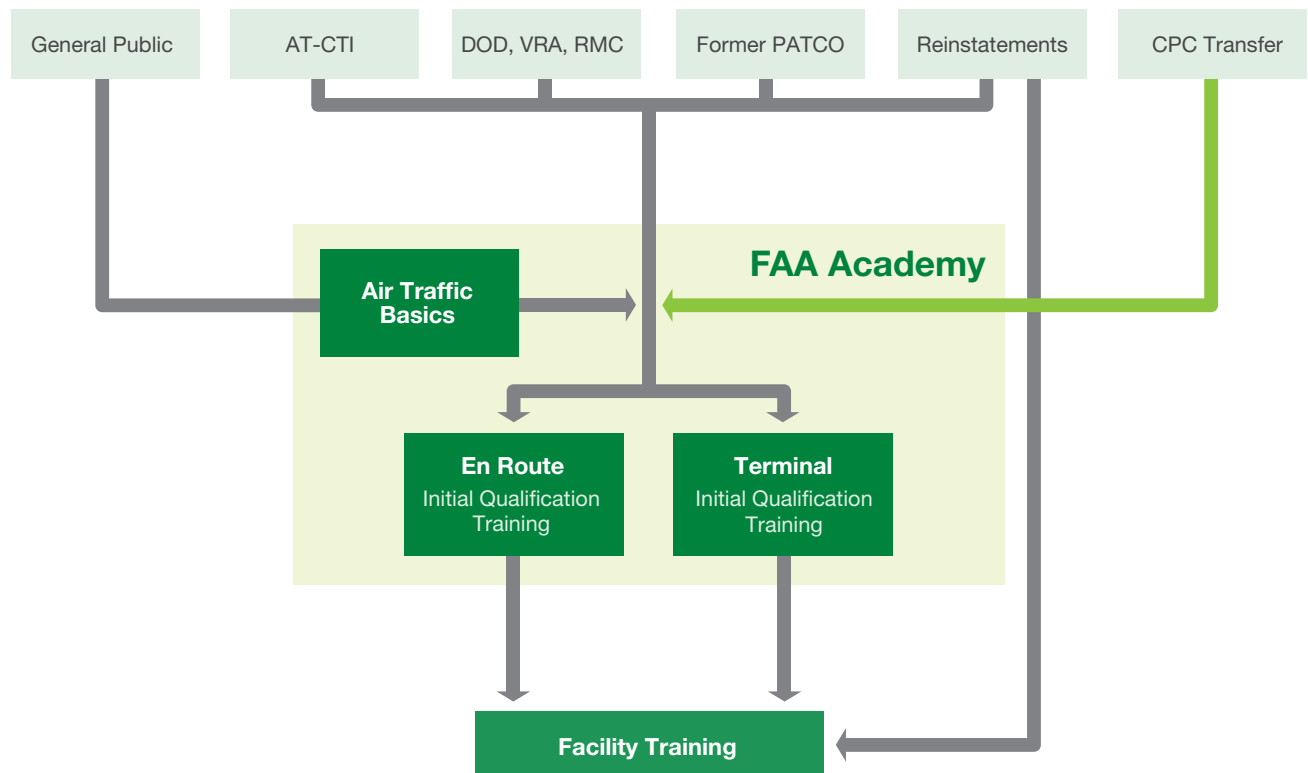 General Public
AT-CTI
DOD, VRA, RMC
Former PATCO
Reinstatements
CPC Transfer
FAA Academy
Air Traffic
Basics
En Route
Initial Qualification
Training
Terminal
Initial Qualification
Training
Facility Training